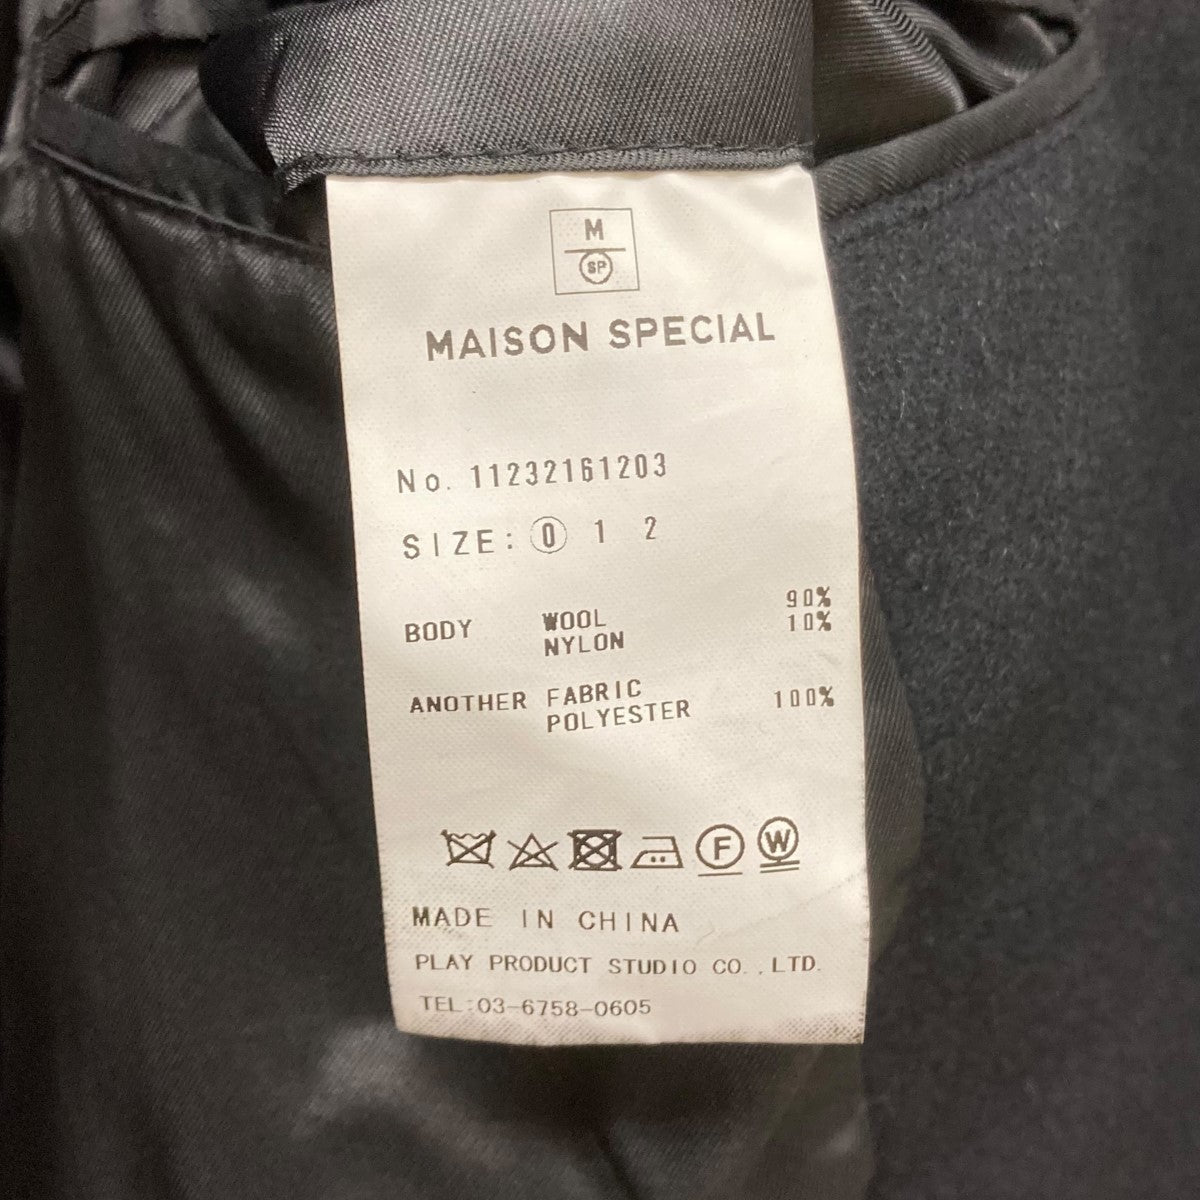 M
SP
MAISON SPECIAL
No. 11232161203
SIZE: 0 1 2
BODY WOOL 90%
NYLON 10%
ANOTHER FABRIC
POLYESTER 100%
F W
MADE IN CHINA
PLAY PRODUCT STUDIO CO.,LTD.
TEL:03-6758-0605